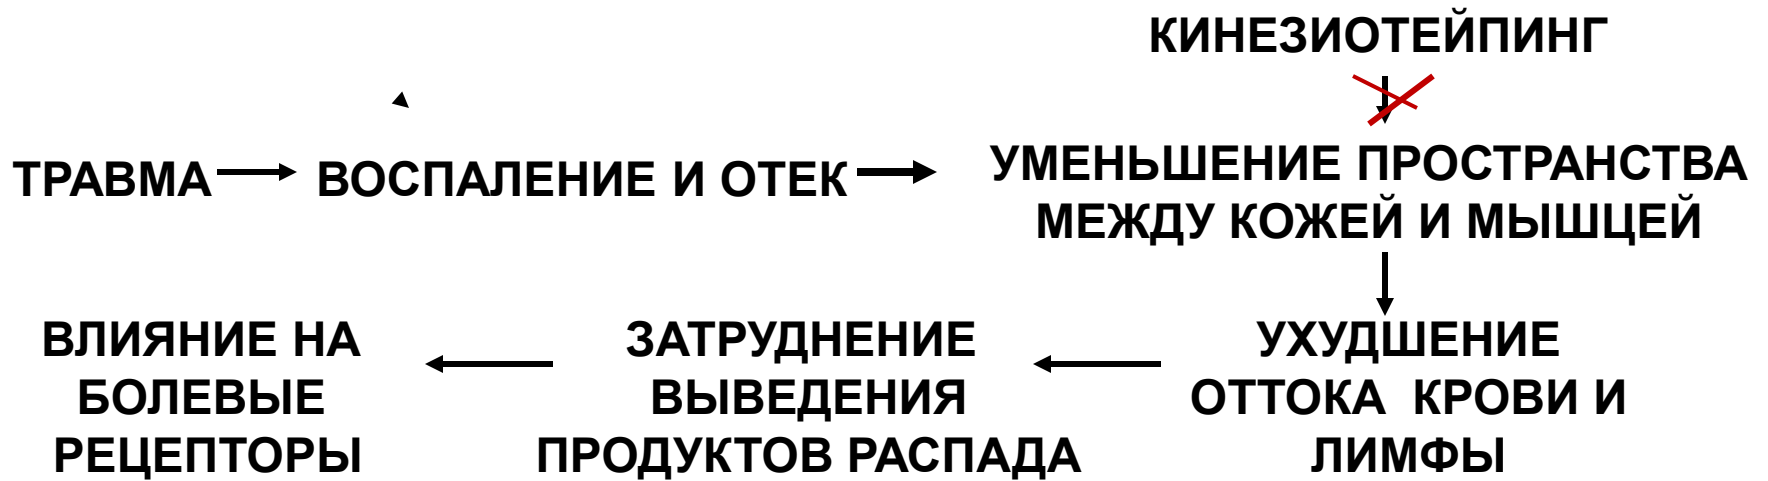 КИНЕЗИОТЕЙПИНГ
ТРАВМА
ВОСПАЛЕНИЕ И ОТЕК
УМЕНЬШЕНИЕ ПРОСТРАНСТВА
МЕЖДУ КОЖЕЙ И МЫШЦЕЙ
УХУДШЕНИЕ
ОТТОКА КРОВИ И
ЛИМФЫ
ЗАТРУДНЕНИЕ
ВЫВЕДЕНИЯ
ПРОДУКТОВ РАСПАДА
ВЛИЯНИЕ НА
БОЛЕВЫЕ
РЕЦЕПТОРЫ